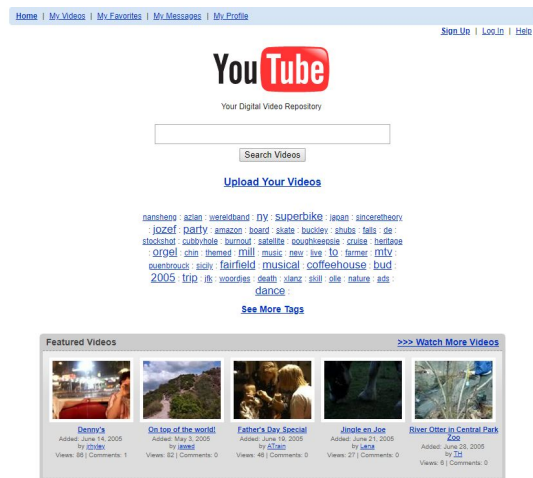 Home | My Videos | My Favorites | My Messages | My Profile
Sign Up | Log In | Help
YouTube
Your Digital Video Repository
Search Videos
Upload Your Videos
nansheng : azian : wereldband : ny : superbike : japan : sinceretheory
: jozef : party : amazon : board : skate : buckley : shubs : falls : de :
stockshot : cubbyhole : burnout : satellite : poughkeepsie : cruise : heritage
: orgel : chin : themed : mill : music : new : live : to : farmer : mtv :
puenbrouck : sicily : fairfield : musical : coffeehouse : bud :
2005 : trip : jfk : woordjes : death : xlanz : skill : olle : nature : ads :
dance :
See More Tags
Featured Videos >>> Watch More Videos
Denny's
Added: June 14, 2005
by jrhyley
Views: 86 | Comments: 1
On top of the world!
Added: May 3, 2005
by jawed
Views: 82 | Comments: 0
Father's Day Special
Added: June 19, 2005
by ATrain
Views: 46 | Comments: 0
Jingle en Joe
Added: June 21, 2005
by Lana
Views: 27 | Comments: 0
River Otter in Central Park
Zoo
Added: June 28, 2005
by TH
Views: 6 | Comments: 0